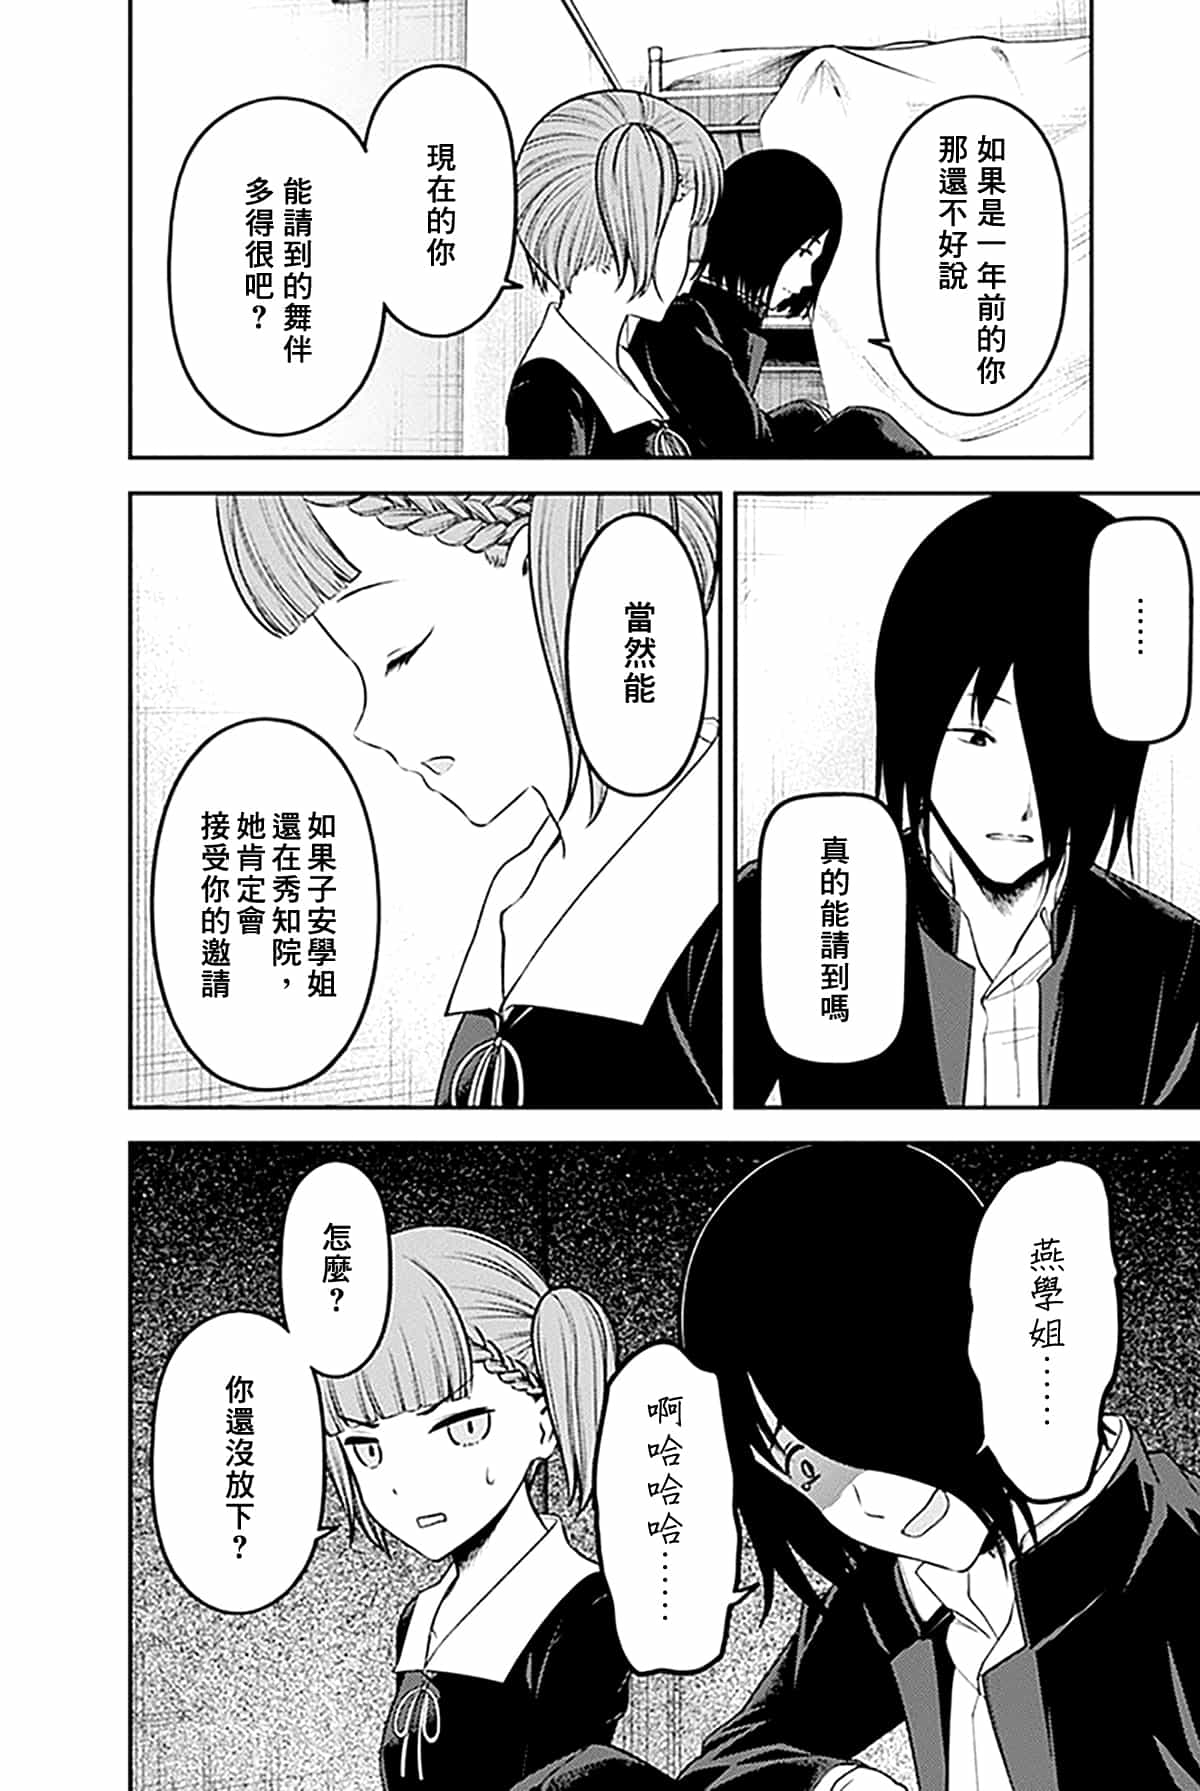 如果是一年前的你
那還不好說
現在的你
能請到的舞伴
多得很吧？
……
真的能請到嗎
當然能
如果子安學姐
還在秀知院，
她肯定會
接受你的邀請
燕學姐……
啊哈哈哈……
怎麼？
你還沒放下？